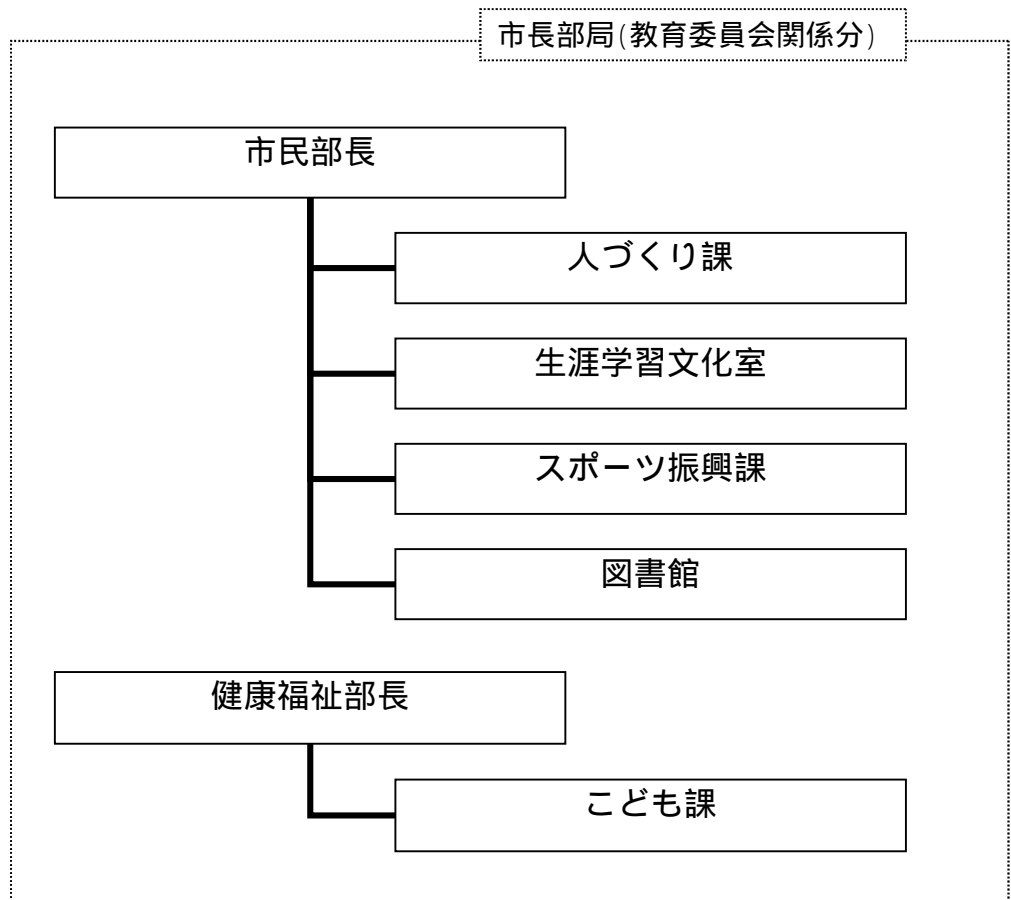 市長部局(教育委員会関係分)
市民部長
人づくり課
生涯学習文化室
スポーツ振興課
図書館
健康福祉部長
こども課